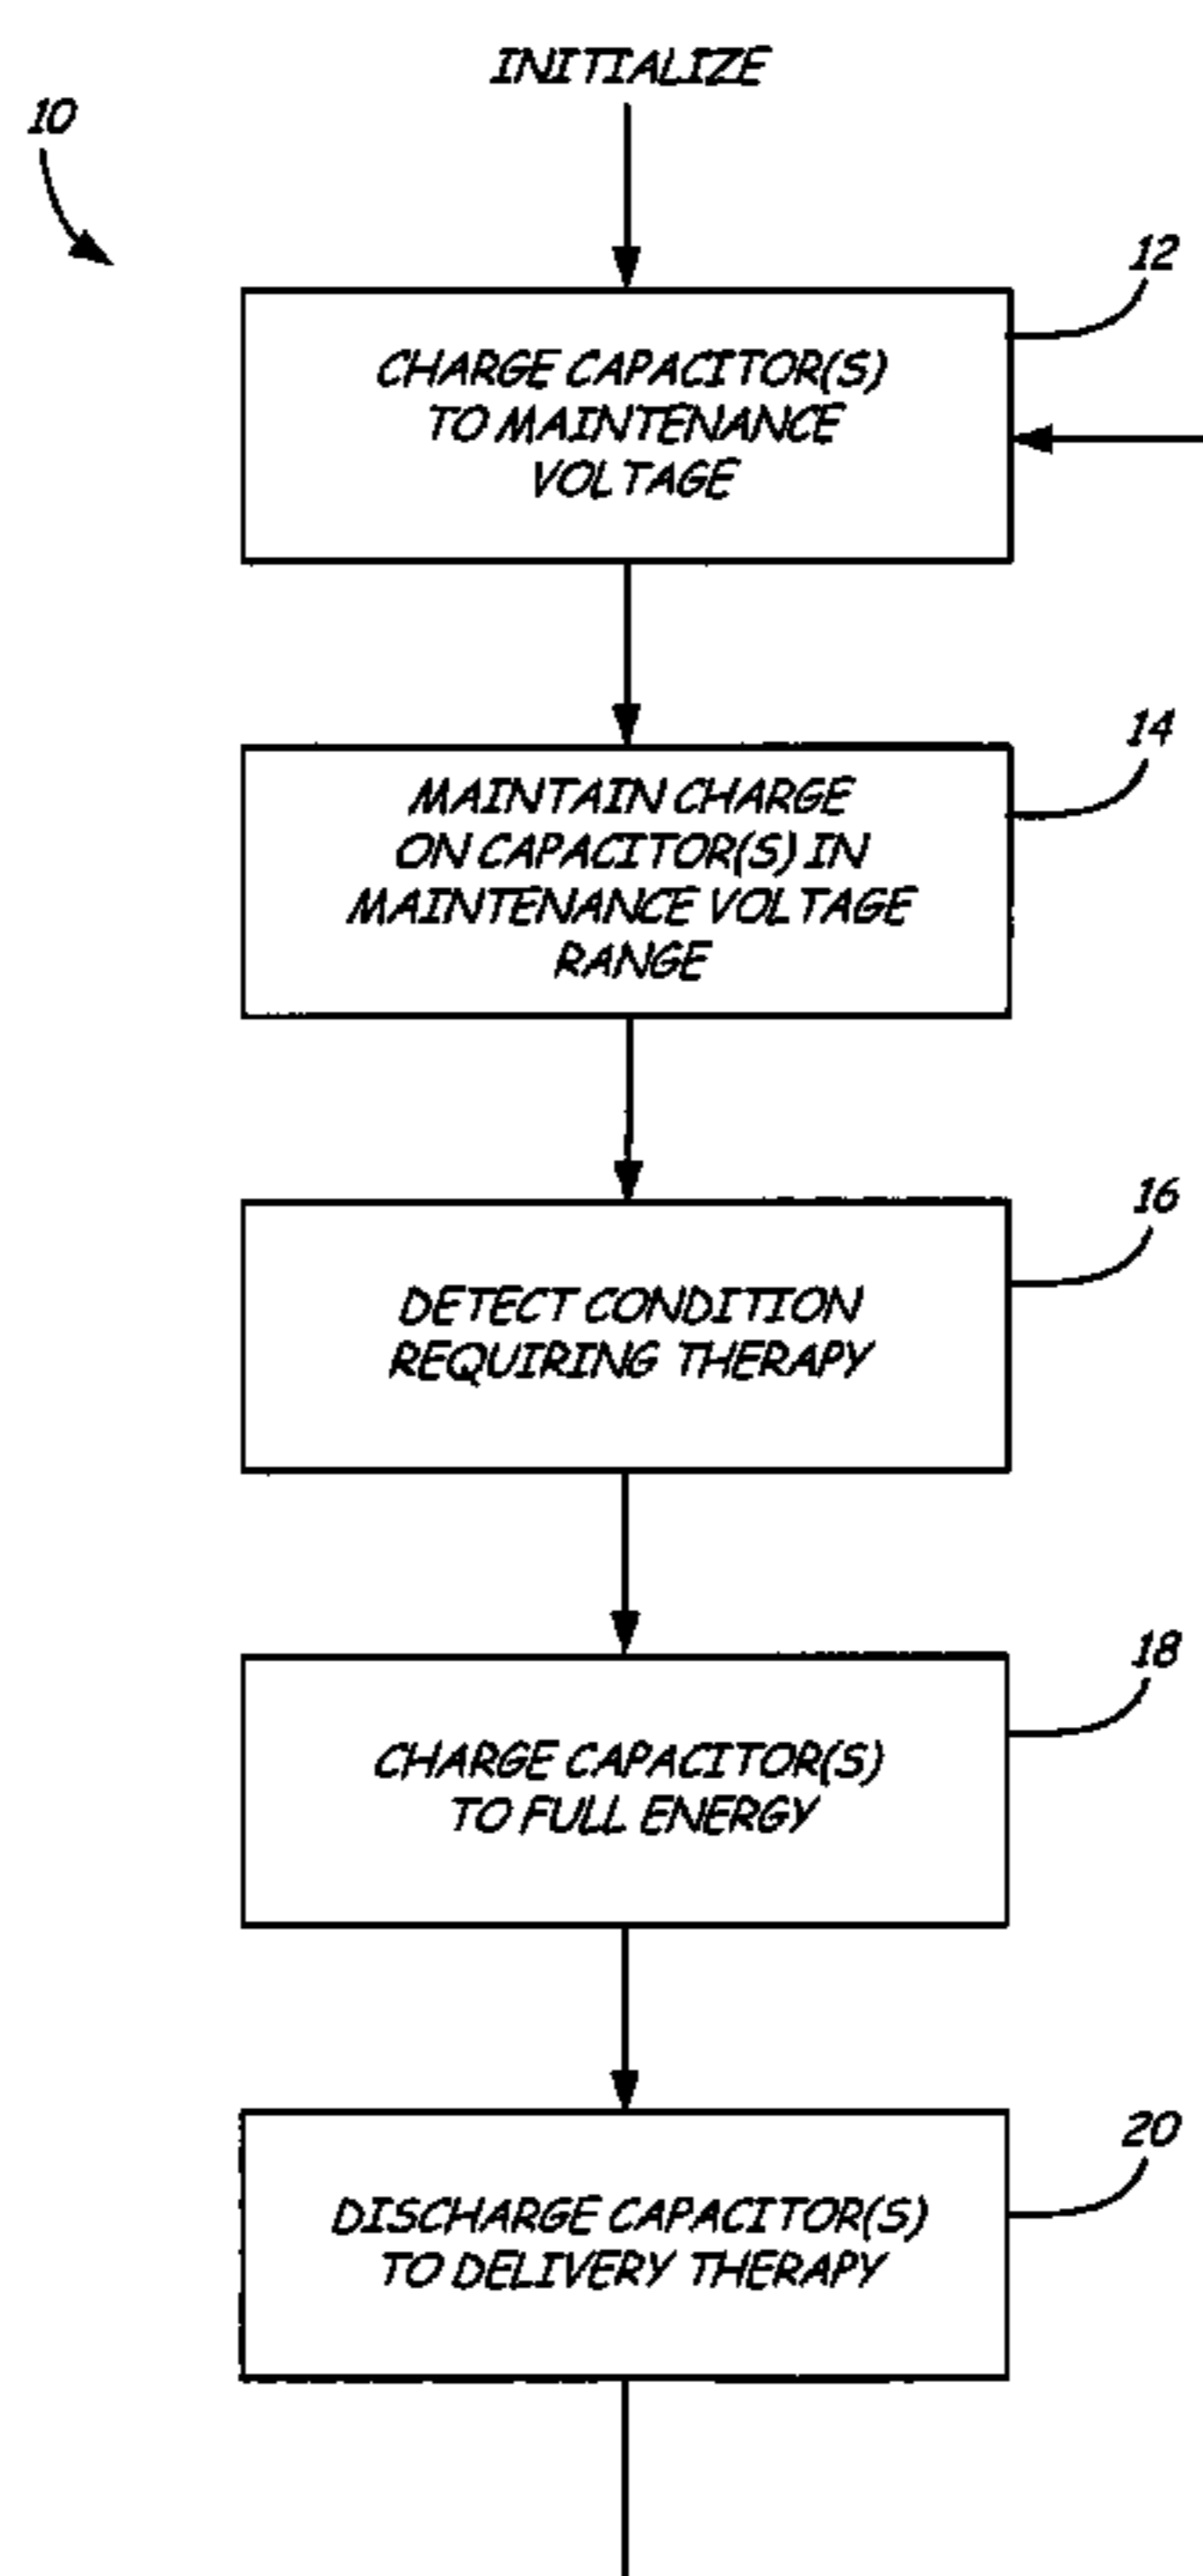 INITIALIZE
10
12
CHARGE CAPACITOR(S)
TO MAINTENANCE
VOLTAGE
14
MAINTAIN CHARGE
ON CAPACITOR(S) IN
MAINTENANCE VOLTAGE
RANGE
16
DETECT CONDITION
REQUIRING THERAPY
18
CHARGE CAPACITOR(S)
TO FULL ENERGY
20
DISCHARGE CAPACITOR(S)
TO DELIVERY THERAPY